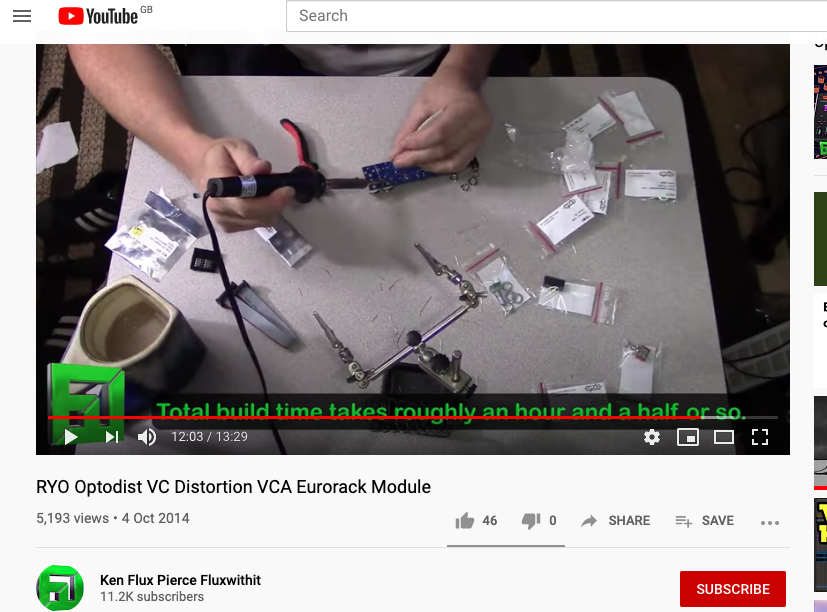 YouTube GB
Search
Total build time takes roughly an hour and a half or so.
12:03 / 13:29
RYO Optodist VC Distortion VCA Eurorack Module
5,193 views • 4 Oct 2014
46
0
SHARE
SAVE
Ken Flux Pierce Fluxwithit
11.2K subscribers
SUBSCRIBE